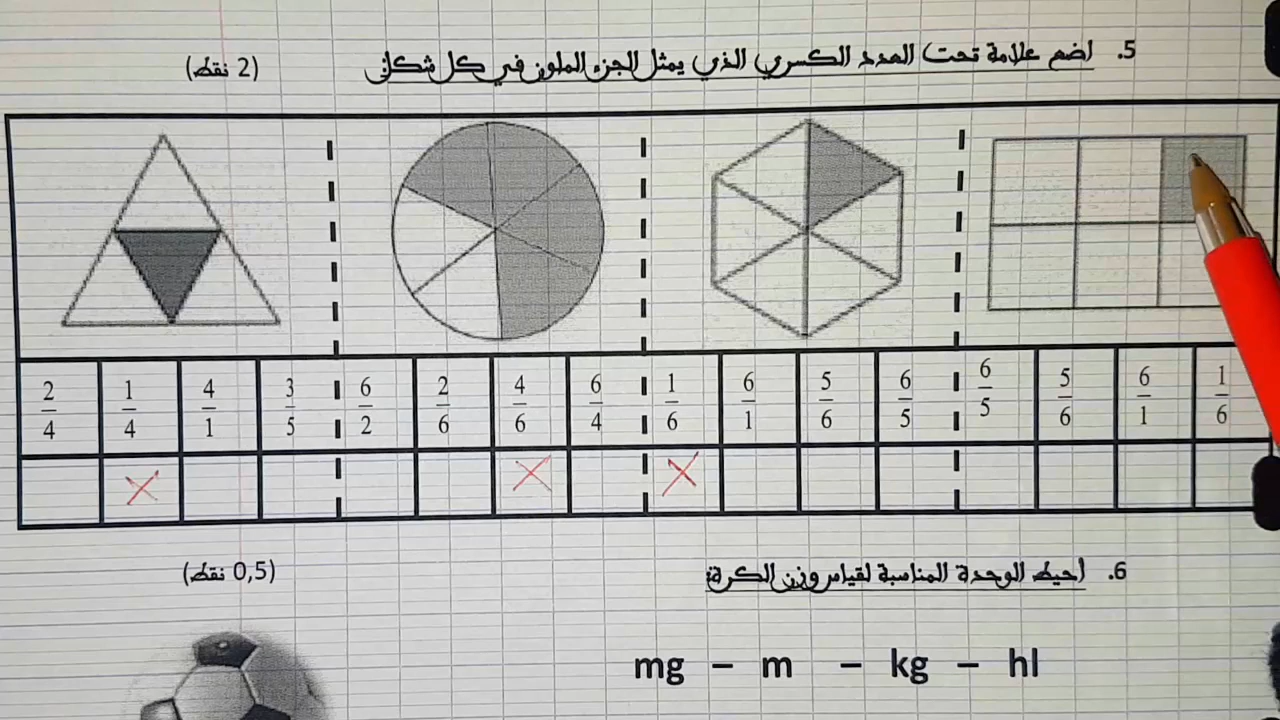 5. اضع علامة تحت العدد الكسري الذي يمثل الجزء الملون في كل شكل: (2 نقط)
2/4 1/4 4/1 3/5 6/2 2/6 4/6 6/4 1/6 6/1 5/6 6/5 6/5 5/6 6/1 1/6
X X X
6. أحيط الوحدة المناسبة لقياس وزن الكرة: (0,5 نقط)
mg – m – kg – hl